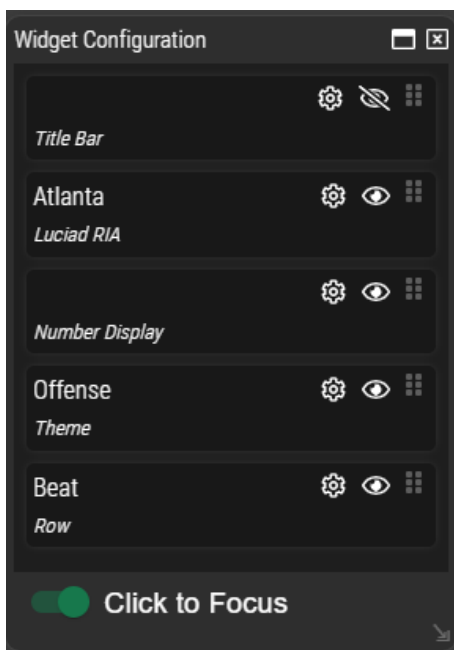 Widget Configuration
Title Bar
Atlanta
Luciad RIA
Number Display
Offense
Theme
Beat
Row
Click to Focus